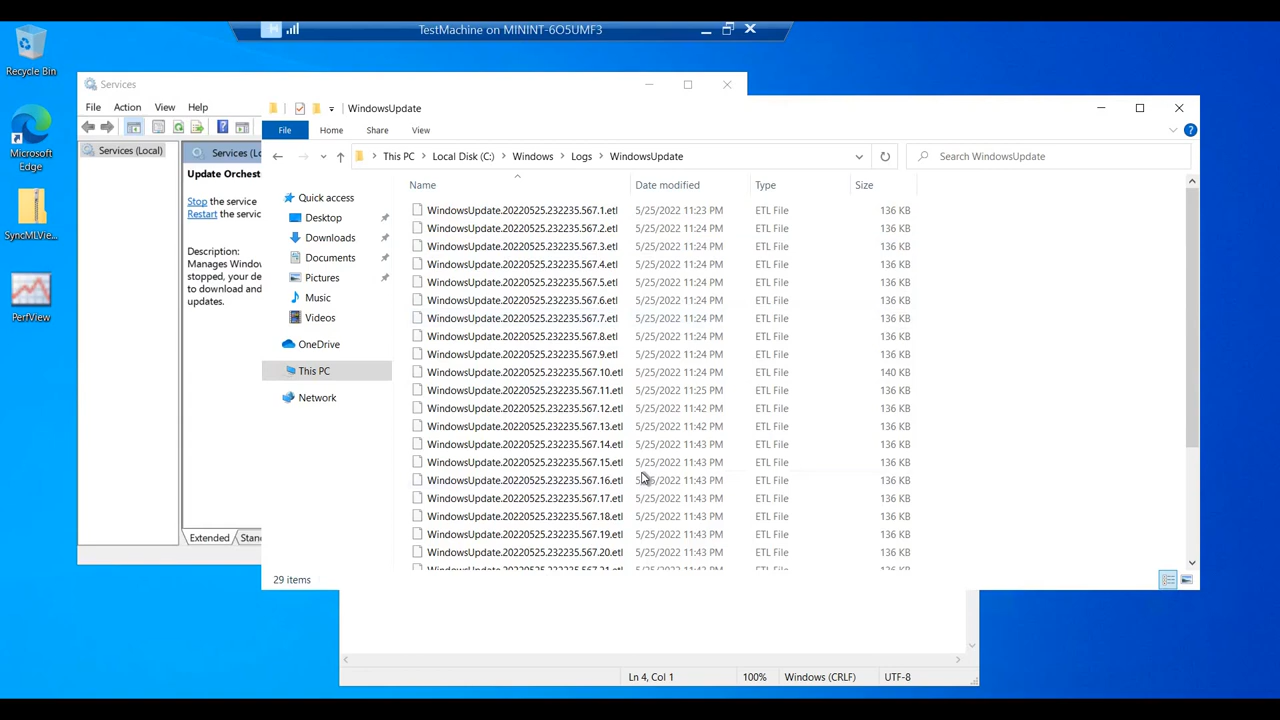 TestMachine on MININT-6O5UMF3
Recycle Bin
Microsoft
Edge
SyncMLVie...
PerfView
Services
File Action View Help
Services (Local)
Services (Lo
Update Orchest
Stop the service
Restart the servic
Description:
Manages Window
stopped, your de
to download and
updates.
Extended Stan
WindowsUpdate
File Home Share View
This PC Local Disk (C:) Windows Logs WindowsUpdate
Search WindowsUpdate
Quick access
Desktop
Downloads
Documents
Pictures
Music
Videos
OneDrive
This PC
Network
Name Date modified Type Size
WindowsUpdate.20220525.232235.567.1.etl 5/25/2022 11:23 PM ETL File 136 KB
WindowsUpdate.20220525.232235.567.2.etl 5/25/2022 11:24 PM ETL File 136 KB
WindowsUpdate.20220525.232235.567.3.etl 5/25/2022 11:24 PM ETL File 136 KB
WindowsUpdate.20220525.232235.567.4.etl 5/25/2022 11:24 PM ETL File 136 KB
WindowsUpdate.20220525.232235.567.5.etl 5/25/2022 11:24 PM ETL File 136 KB
WindowsUpdate.20220525.232235.567.6.etl 5/25/2022 11:24 PM ETL File 136 KB
WindowsUpdate.20220525.232235.567.7.etl 5/25/2022 11:24 PM ETL File 136 KB
WindowsUpdate.20220525.232235.567.8.etl 5/25/2022 11:24 PM ETL File 136 KB
WindowsUpdate.20220525.232235.567.9.etl 5/25/2022 11:24 PM ETL File 136 KB
WindowsUpdate.20220525.232235.567.10.etl 5/25/2022 11:24 PM ETL File 140 KB
WindowsUpdate.20220525.232235.567.11.etl 5/25/2022 11:25 PM ETL File 136 KB
WindowsUpdate.20220525.232235.567.12.etl 5/25/2022 11:42 PM ETL File 136 KB
WindowsUpdate.20220525.232235.567.13.etl 5/25/2022 11:42 PM ETL File 136 KB
WindowsUpdate.20220525.232235.567.14.etl 5/25/2022 11:43 PM ETL File 136 KB
WindowsUpdate.20220525.232235.567.15.etl 5/25/2022 11:43 PM ETL File 136 KB
WindowsUpdate.20220525.232235.567.16.etl 5/25/2022 11:43 PM ETL File 136 KB
WindowsUpdate.20220525.232235.567.17.etl 5/25/2022 11:43 PM ETL File 136 KB
WindowsUpdate.20220525.232235.567.18.etl 5/25/2022 11:43 PM ETL File 136 KB
WindowsUpdate.20220525.232235.567.19.etl 5/25/2022 11:43 PM ETL File 136 KB
WindowsUpdate.20220525.232235.567.20.etl 5/25/2022 11:43 PM ETL File 136 KB
WindowsUpdate.20220525.232235.567.21.etl 5/25/2022 11:43 PM ETL File 136 KB
29 items
Ln 4, Col 1 100% Windows (CRLF) UTF-8